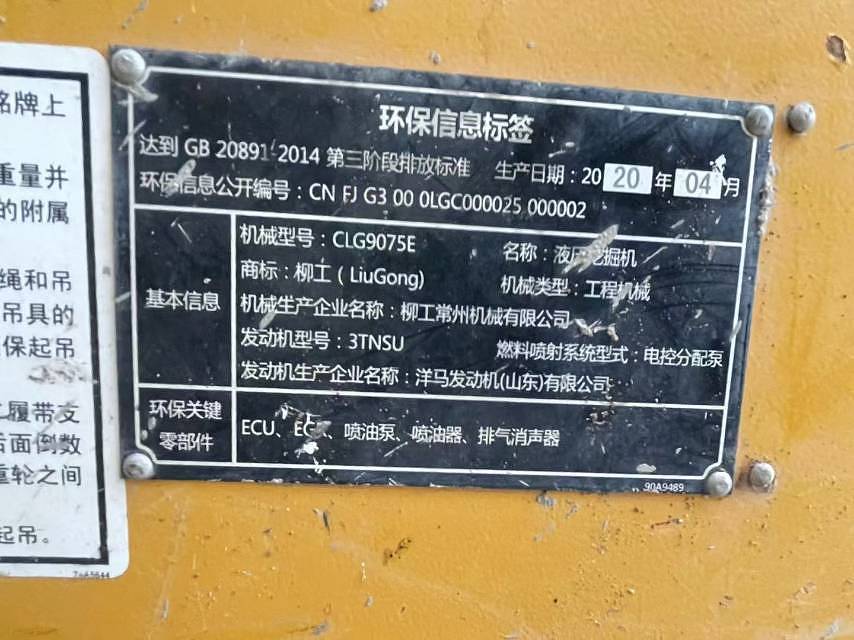 名牌上
重量并
的附属
绳和吊
吊具的
保起吊
履带支
后面倒数
重轮之间
起吊。
环保信息标签
达到 GB 20891-2014 第三阶段排放标准 生产日期：20 20 年 04 月
环保信息公开编号：CN FJ G3 00 0LGC000025 000002
基本信息
机械型号：CLG9075E 名称：液压挖掘机
商标：柳工（LiuGong) 机械类型：工程机械
机械生产企业名称：柳工常州机械有限公司
发动机型号：3TNSU 燃料喷射系统型式：电控分配泵
发动机生产企业名称：洋马发动机(山东)有限公司
环保关键
零部件
ECU、 、喷油泵、喷油器、排气消声器
90A9489